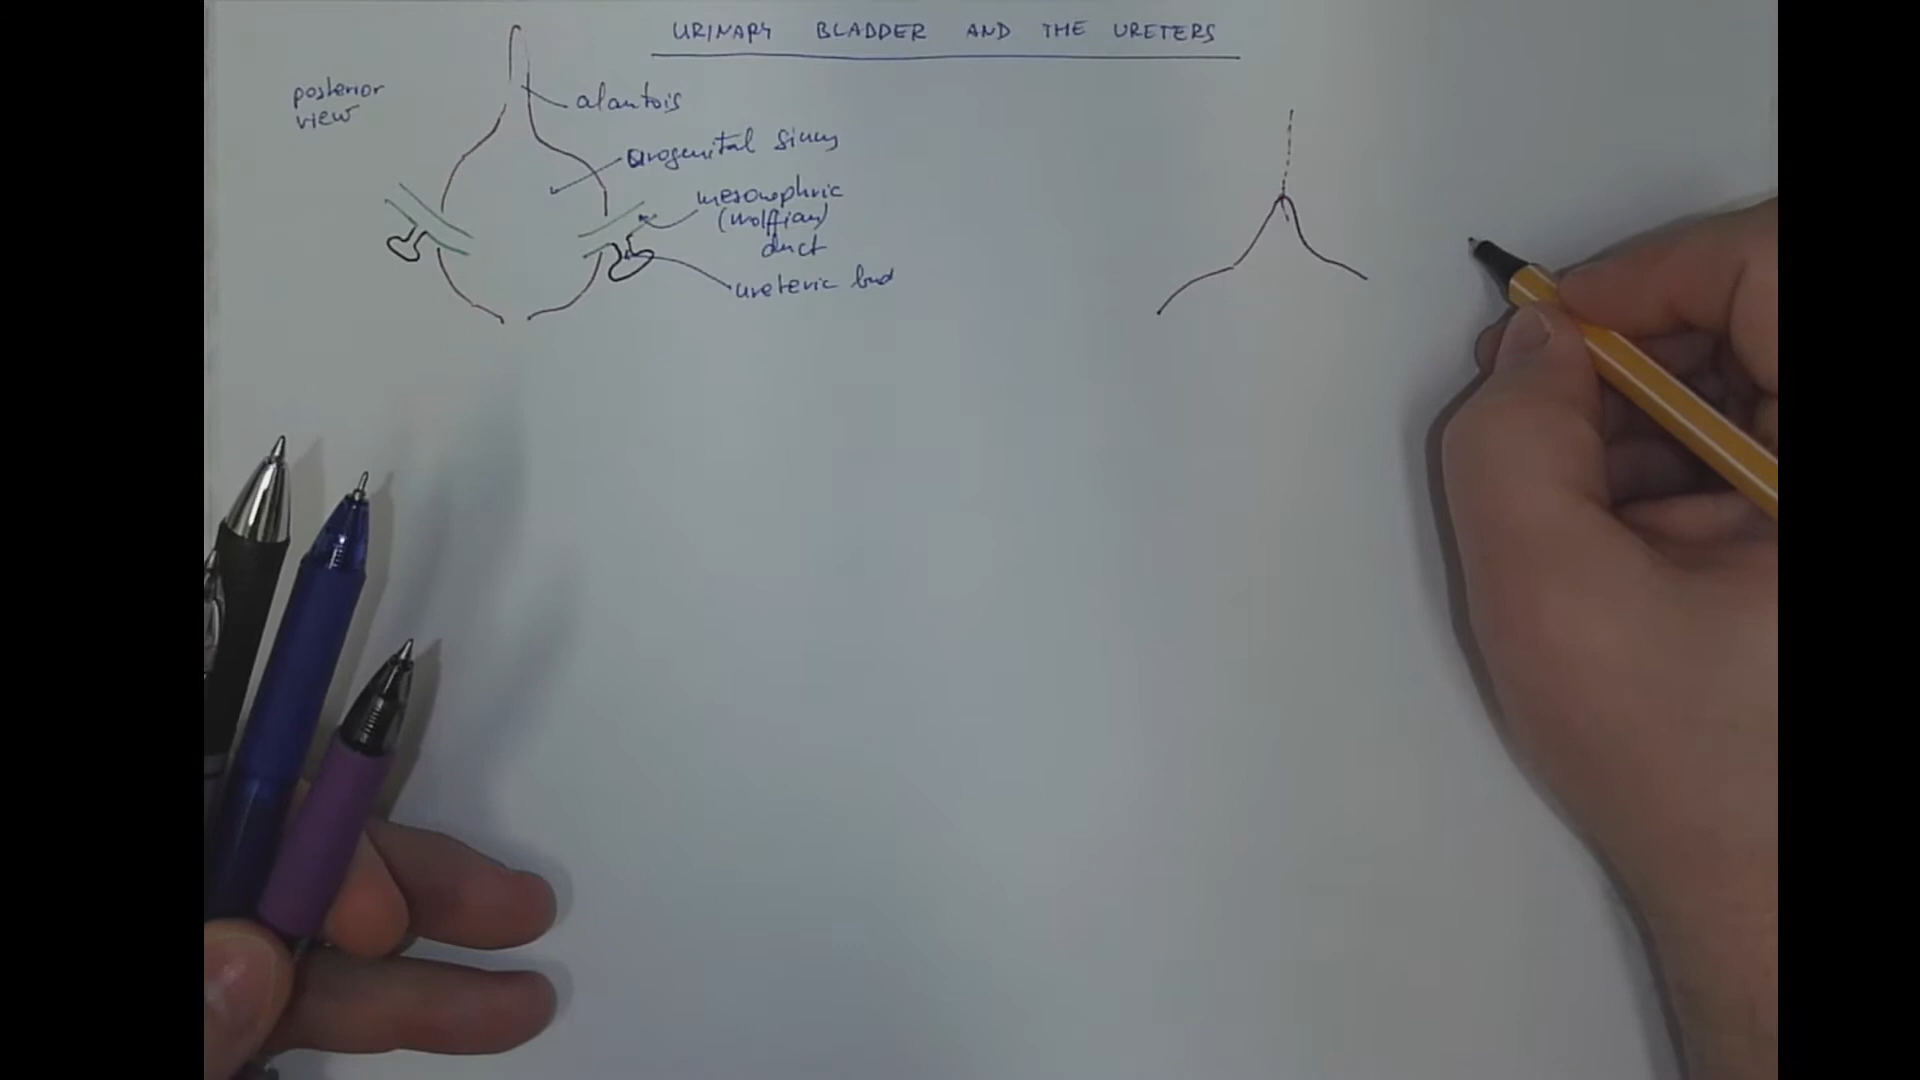 URINARY BLADDER AND THE URETERS
posterior
view
alantois
urogenital sinus
mesonephric
(Wolffian)
duct
ureteric bud